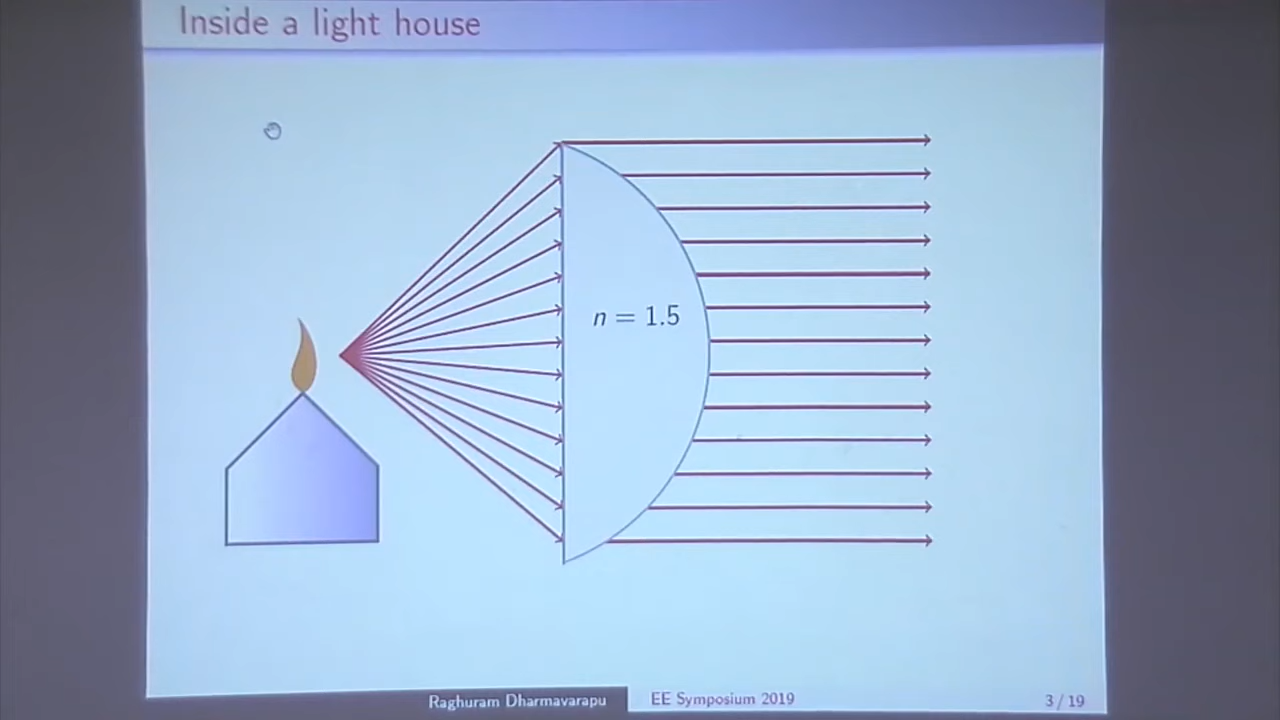 Inside a light house
n = 1.5
Raghuram Dharmavarapu
EE Symposium 2019
3 / 19